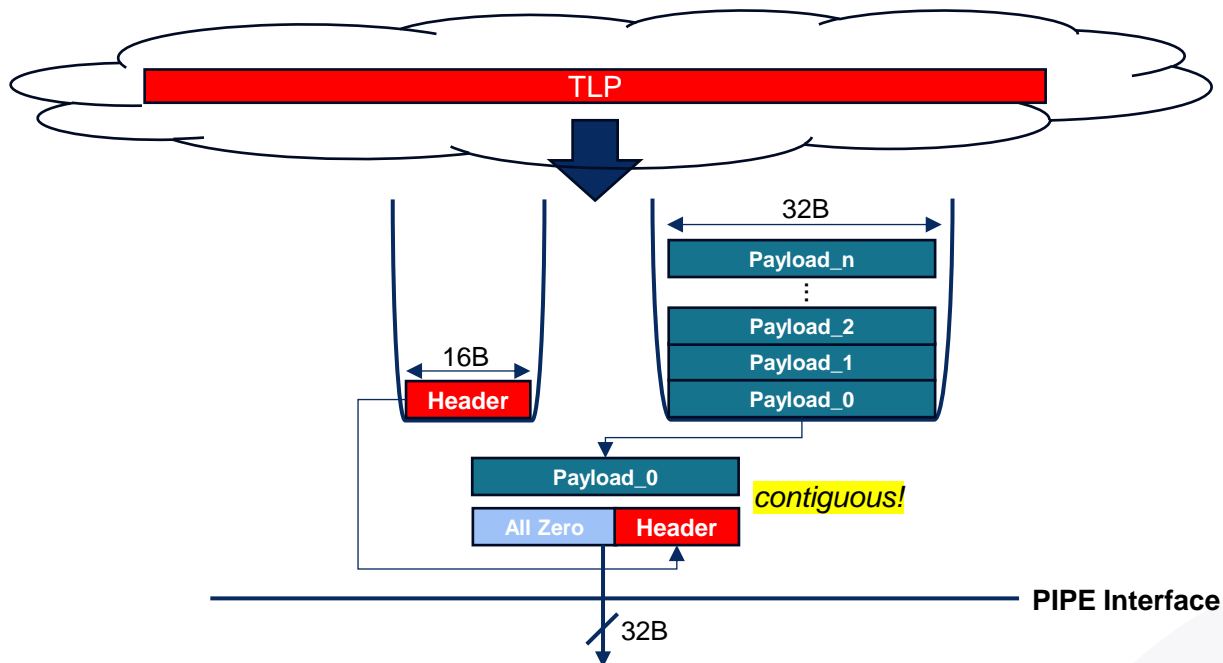 TLP
32B
Payload_n
⋮
Payload_2
16B
Payload_1
Header
Payload_0
Payload_0
contiguous!
All Zero
Header
PIPE Interface
32B